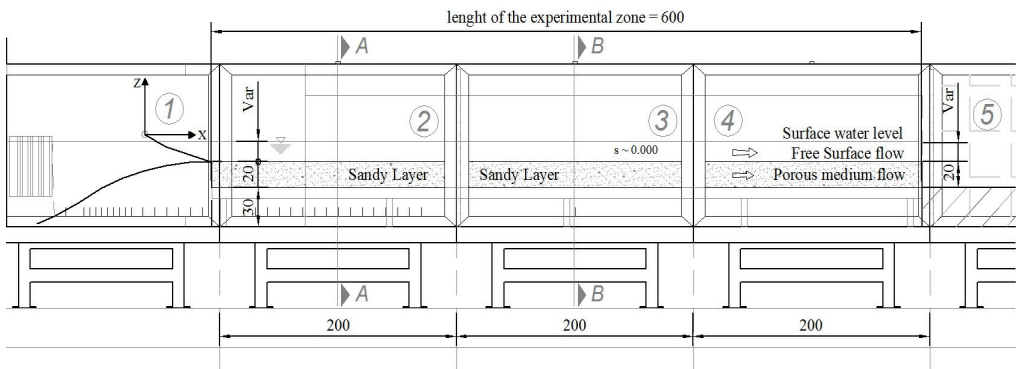 lenght of the experimental zone = 600
A
B
Z
Var
1
X
2
3
4
5
Var
s ~ 0.000
Surface water level
Free Surface flow
20
Sandy Layer
Sandy Layer
Porous medium flow
20
30
A
B
200
200
200